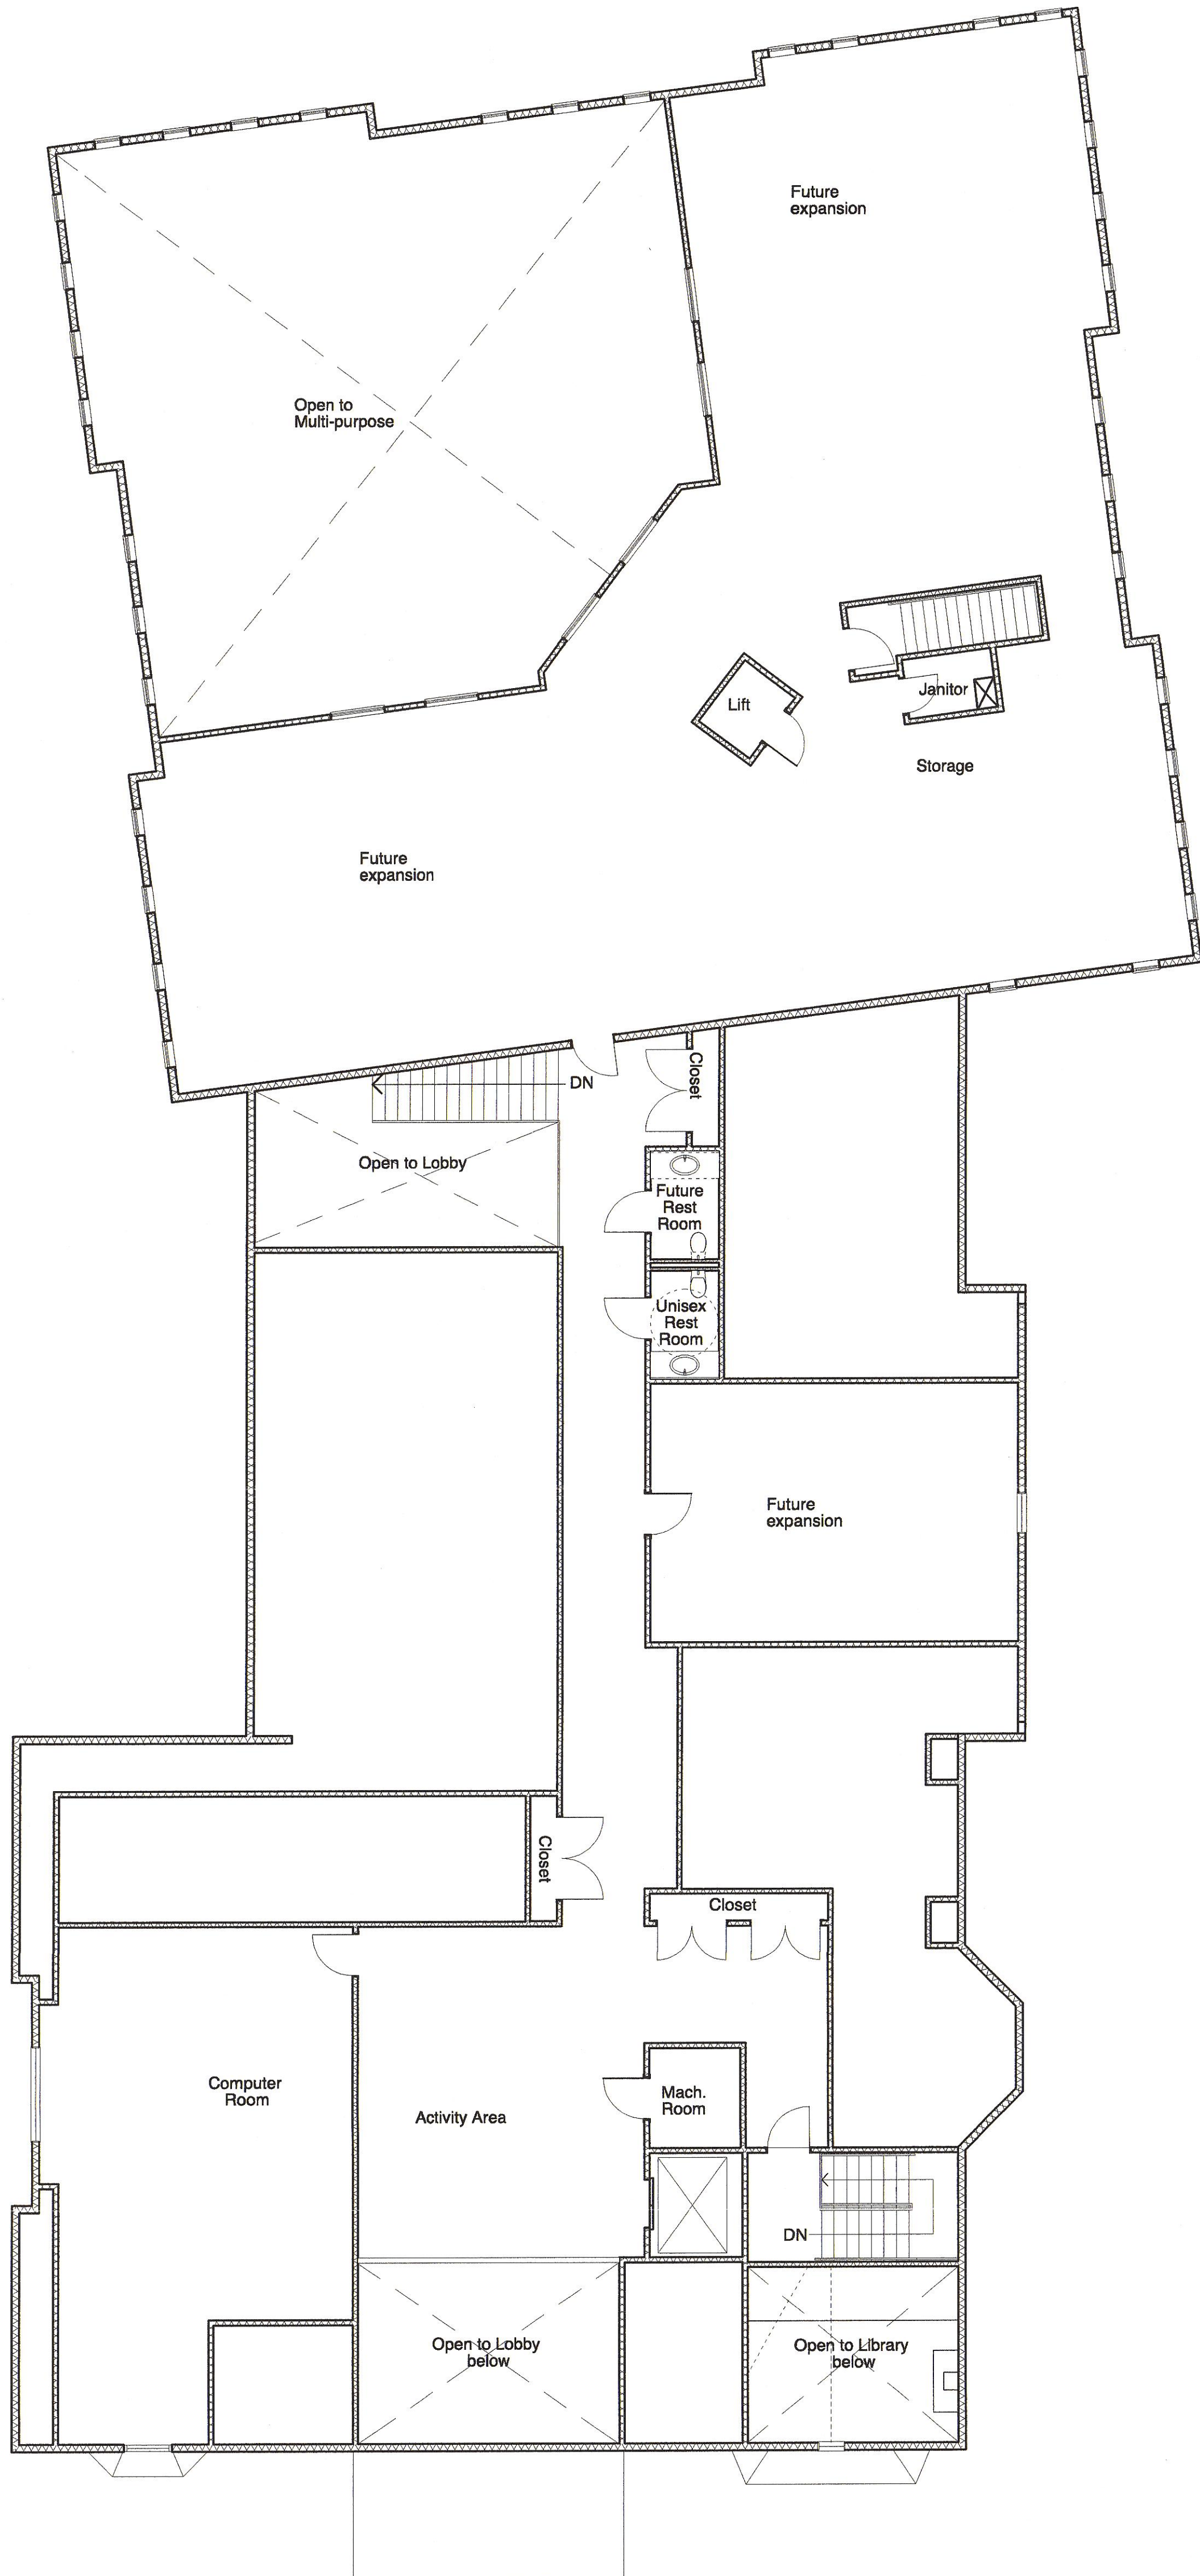 Future
expansion
Open to
Multi-purpose
Janitor
Lift
Storage
Future
expansion
Closet
DN
Open to Lobby
Future
Rest
Room
Unisex
Rest
Room
Future
expansion
Closet
Closet
Computer
Room
Mach.
Room
Activity Area
DN
Open to Lobby
below
Open to Library
below